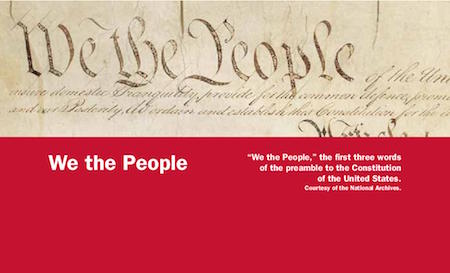 We the People
of the Un
insure domestic Tranquility, provide for the common defence, prom
and our Posterity, do ordain and establish this Constitution for the
We the People
“We the People,” the first three words
of the preamble to the Constitution
of the United States.
Courtesy of the National Archives.